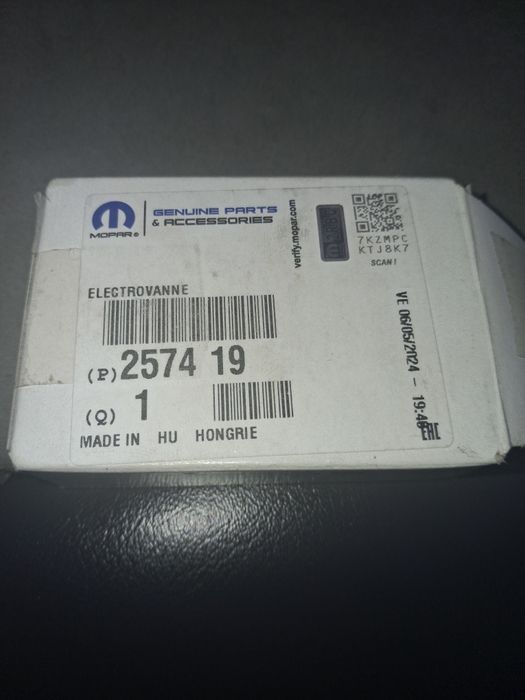 MOPAR®
GENUINE PARTS
& ACCESSORIES
verify.mopar.com
7KZMPC
KTJ8K7
SCAN!
ELECTROVANNE
(P) 2574 19
(Q) 1
MADE IN HU HONGRIE
VE 06/05/2024 - 19:46
EAC